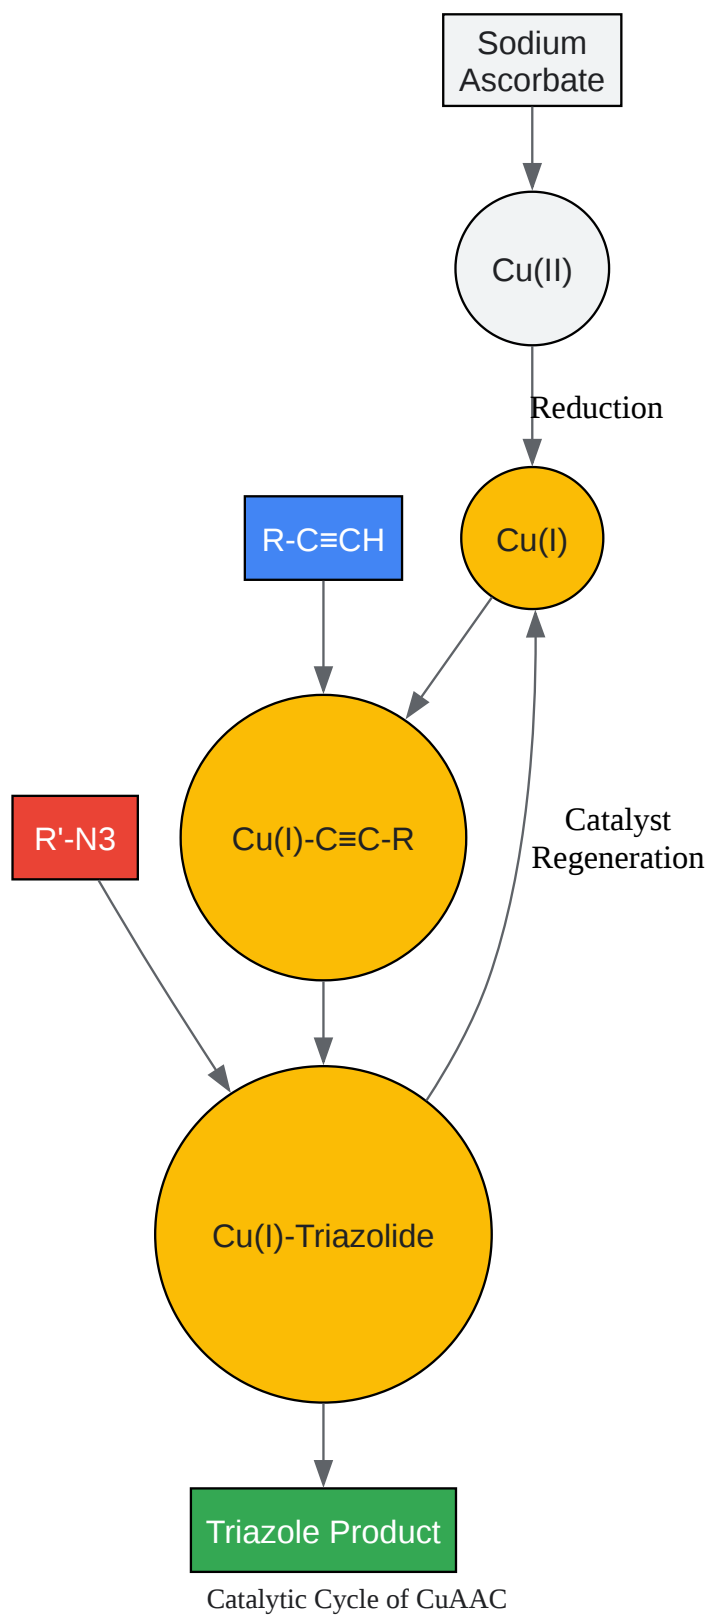 Sodium
Ascorbate
Cu(II)
Reduction
R-C≡CH
Cu(I)
R'-N3
Cu(I)-C≡C-R
Catalyst
Regeneration
Cu(I)-Triazolide
Triazole Product
Catalytic Cycle of CuAAC